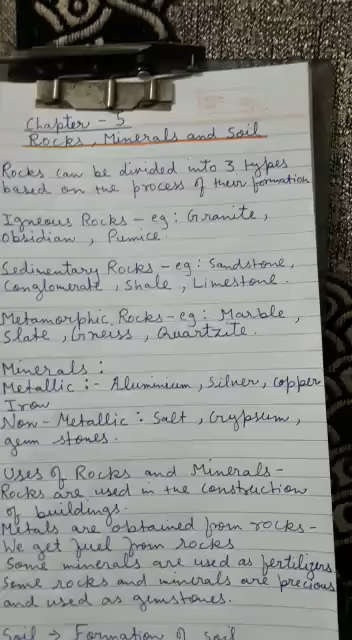 Chapter - 5
Rocks, Minerals and Soil
Rocks can be divided into 3 types
based on the process of their formation
Igneous Rocks - eg: Granite,
Obsidian, Pumice.
Sedimentary Rocks - eg: Sandstone,
Conglomerate, Shale, Limestone.
Metamorphic Rocks - eg: Marble,
Slate, Gneiss, Quartzite.
Minerals :
Metallic :- Aluminium, Silver, copper
Iron
Non-Metallic : Salt, Gypsum,
gem stones.
Uses of Rocks and Minerals -
Rocks are used in the construction
of buildings.
Metals are obtained from rocks -
We get fuel from rocks
Some minerals are used as fertilizers
Some rocks and minerals are precious
and used as gemstones.
Soil → Formation of soil